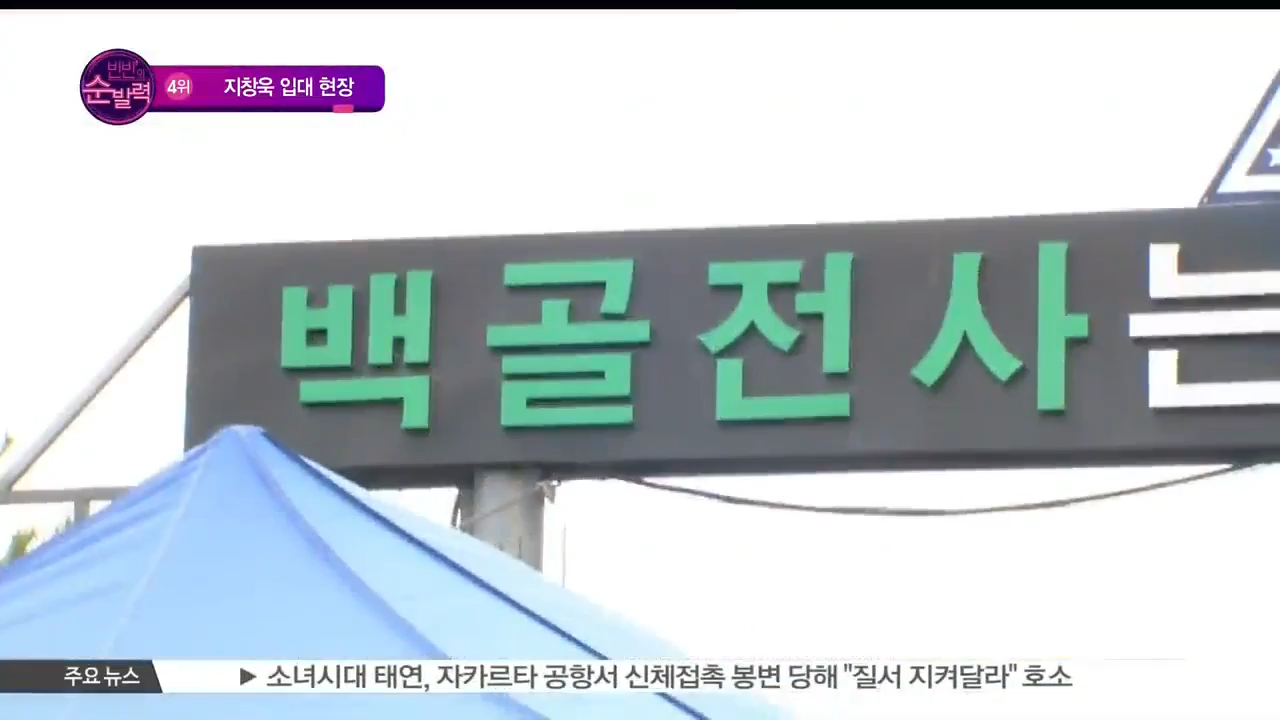 빈빈의
순발력
4위
지창욱 입대 현장
백골전사는
주요뉴스
▶ 소녀시대 태연, 자카르타 공항서 신체접촉 봉변 당해 "질서 지켜달라" 호소